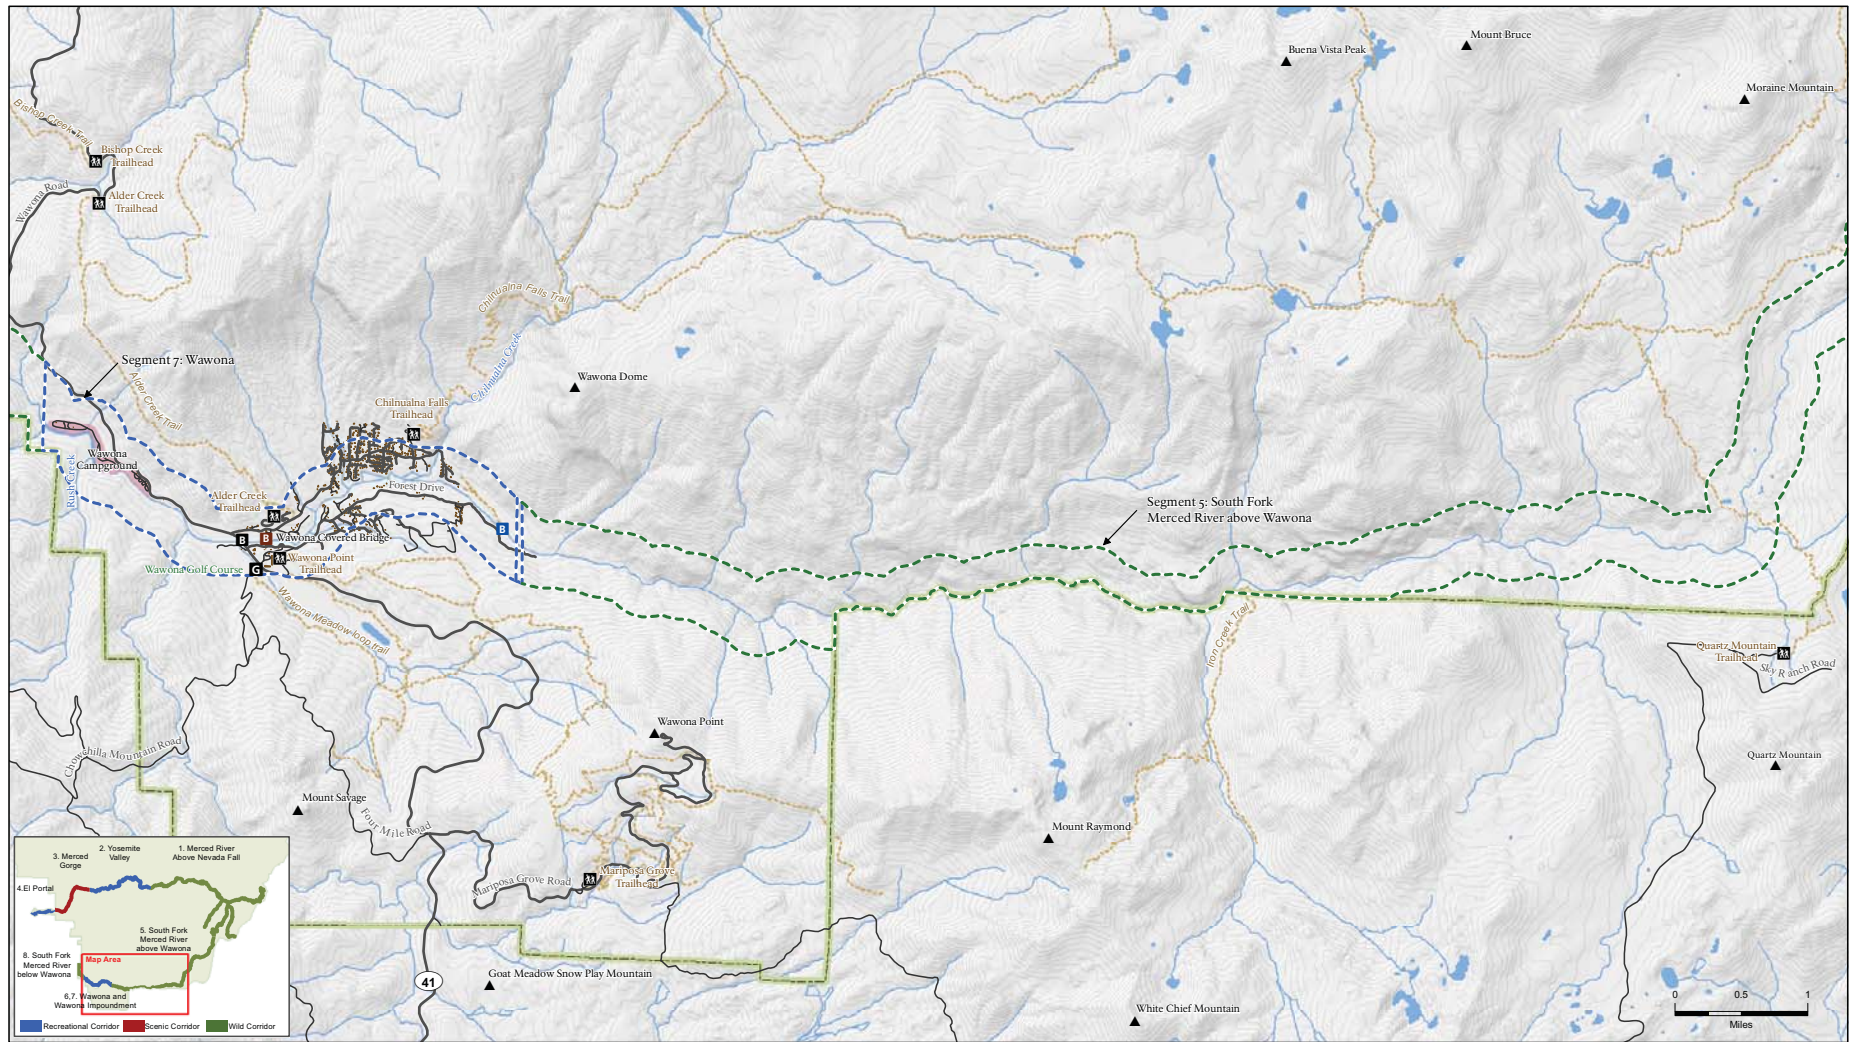 Mount Bruce
Buena Vista Peak
Moraine Mountain
Bishop Creek Trail
Bishop Creek
Trailhead
Wawona Road
Alder Creek
Trailhead
Chilnualna Falls Trail
Chilnualna Creek
Segment 7: Wawona
Alder Creek Trail
Wawona Dome
Chilnualna Falls
Trailhead
Wawona
Campground
Rush Creek
Forest Drive
Alder Creek
Trailhead
Segment 5: South Fork
Merced River above Wawona
B
B
B
Wawona Covered Bridge
Wawona Point
Trailhead
Wawona Golf Course
G
Wawona Meadow loop trail
Iron Creek Trail
Quartz Mountain
Trailhead
Sky Ranch Road
Wawona Point
Chowchilla Mountain Road
Quartz Mountain
Mount Savage
Four Mile Road
Mount Raymond
Mariposa Grove Road
Mariposa Grove
Trailhead
41
Goat Meadow Snow Play Mountain
White Chief Mountain
0 0.5 1
Miles
2. Yosemite
Valley
1. Merced River
Above Nevada Fall
3. Merced
Gorge
4.El Portal
5. South Fork
Merced River
above Wawona
8. South Fork
Merced River
below Wawona
Map Area
6,7. Wawona and
Wawona Impoundment
Recreational Corridor
Scenic Corridor
Wild Corridor